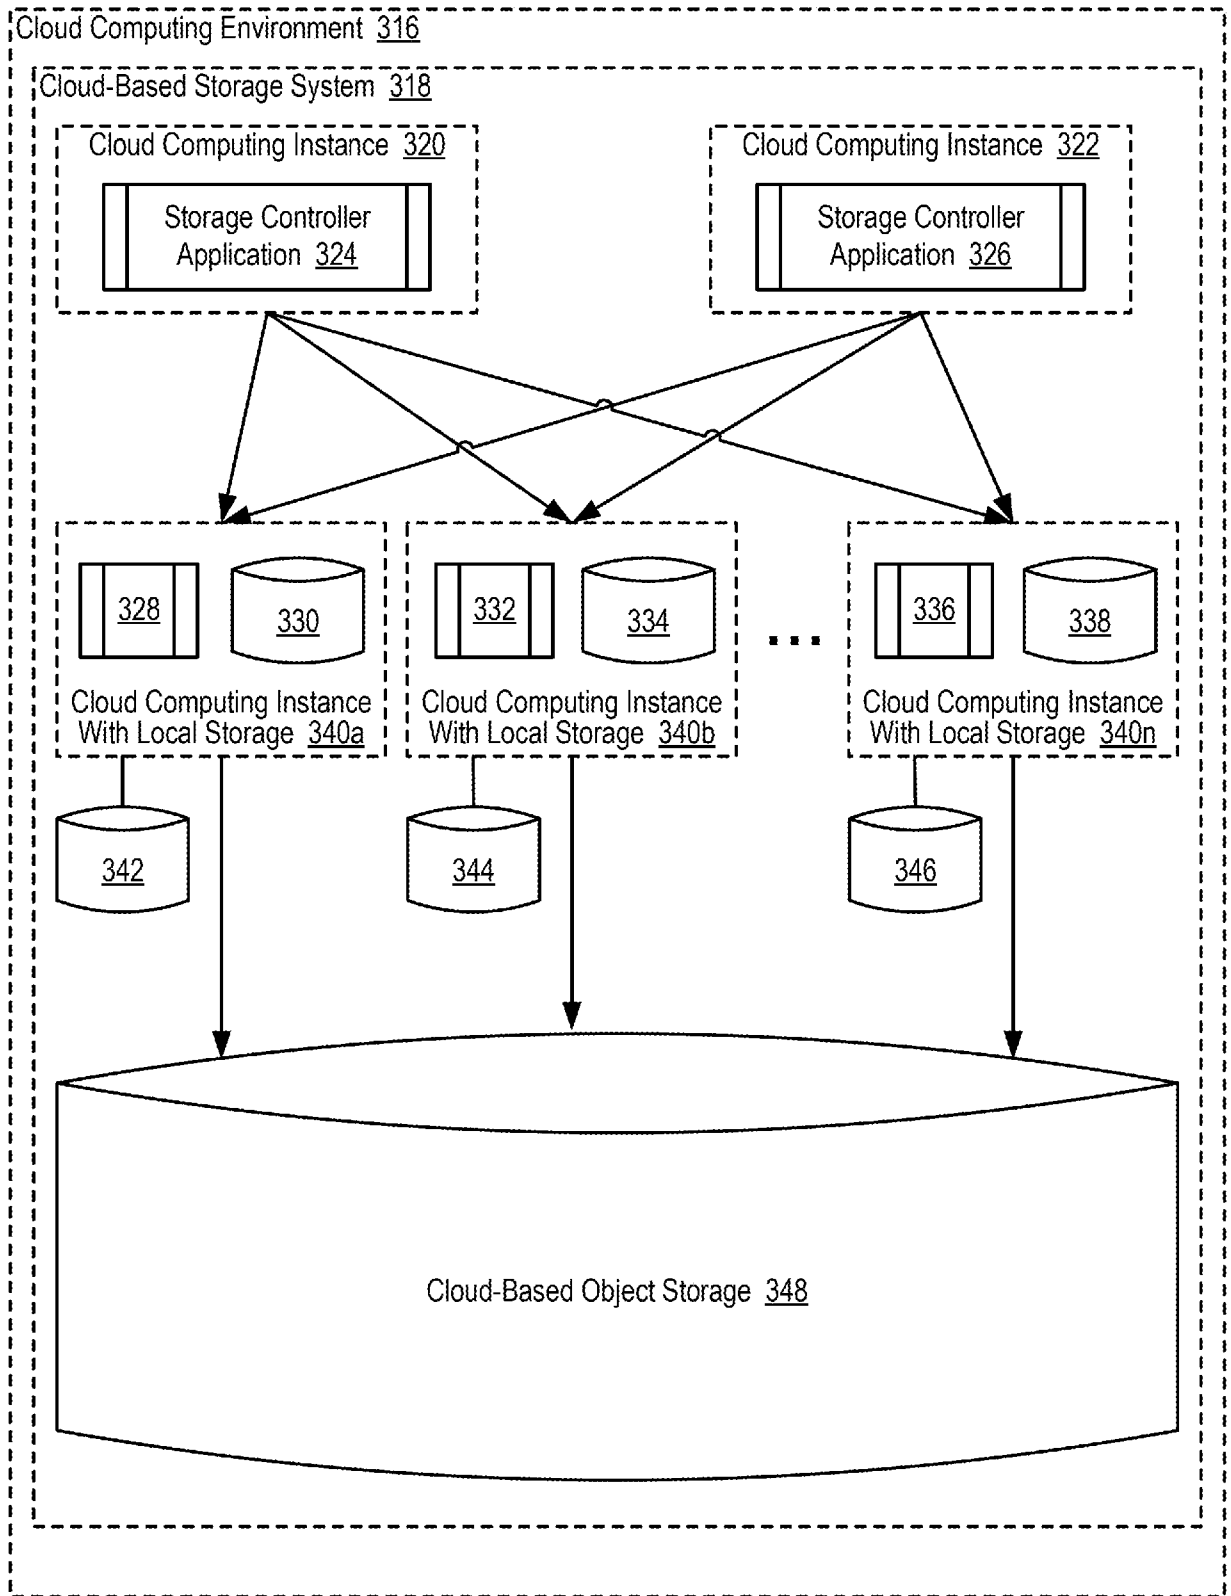 Cloud Computing Environment 316
Cloud-Based Storage System 318
Cloud Computing Instance 320
Storage Controller
Application 324
Cloud Computing Instance 322
Storage Controller
Application 326
328
330
Cloud Computing Instance
With Local Storage 340a
332
334
Cloud Computing Instance
With Local Storage 340b
...
336
338
Cloud Computing Instance
With Local Storage 340n
342
344
346
Cloud-Based Object Storage 348